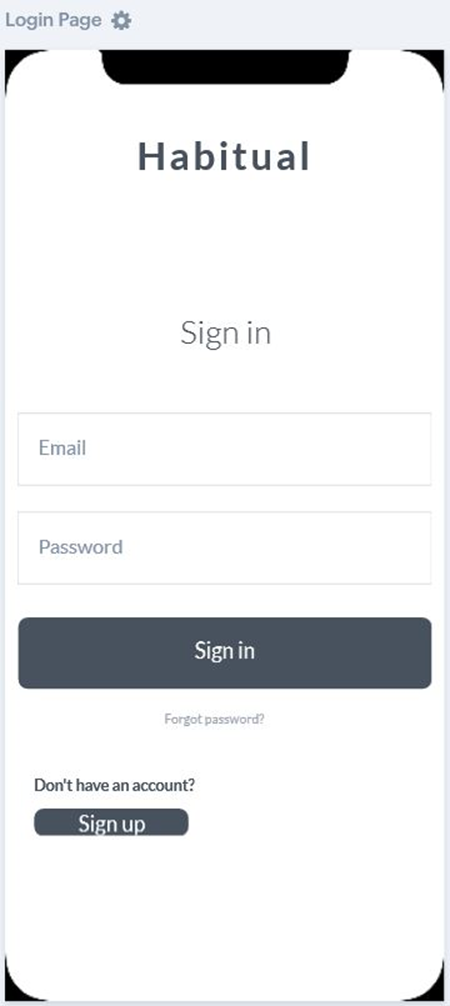 Login Page
Habitual
Sign in
Email
Password
Sign in
Forgot password?
Don't have an account?
Sign up